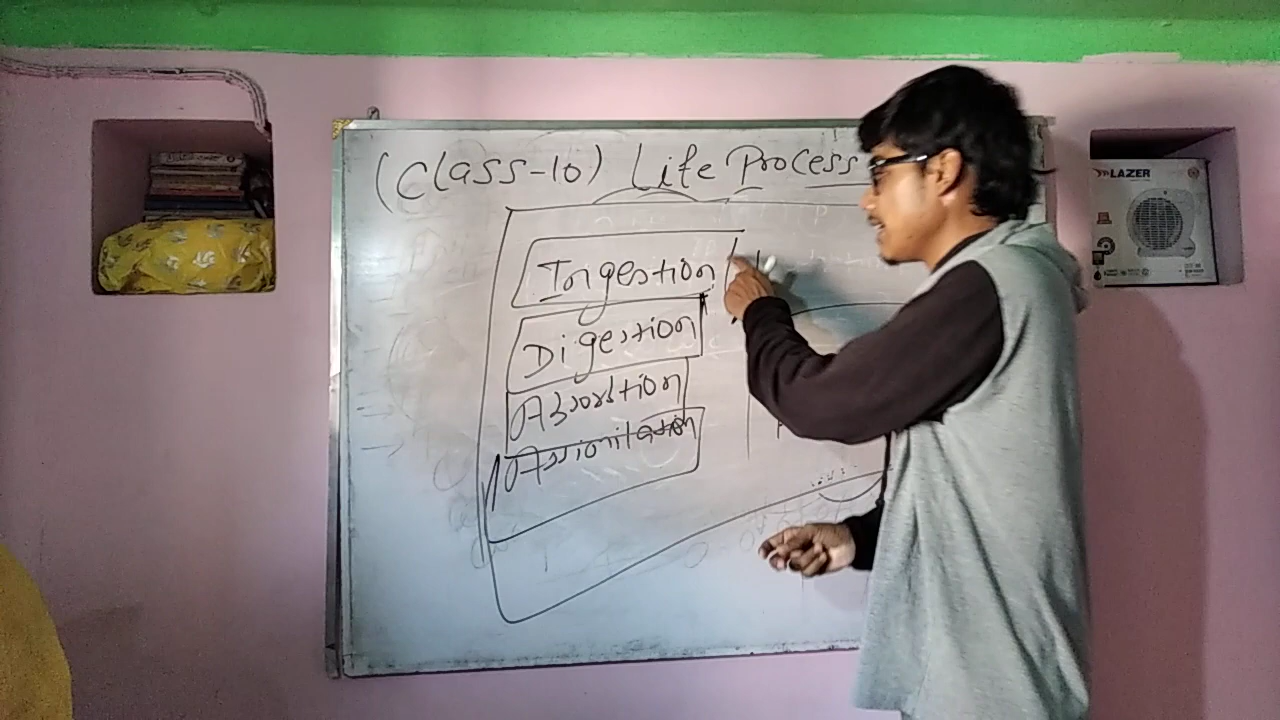 (Class-10) Life Process
Ingestion
Digestion
Absorbtion
Assimilation
LAZER